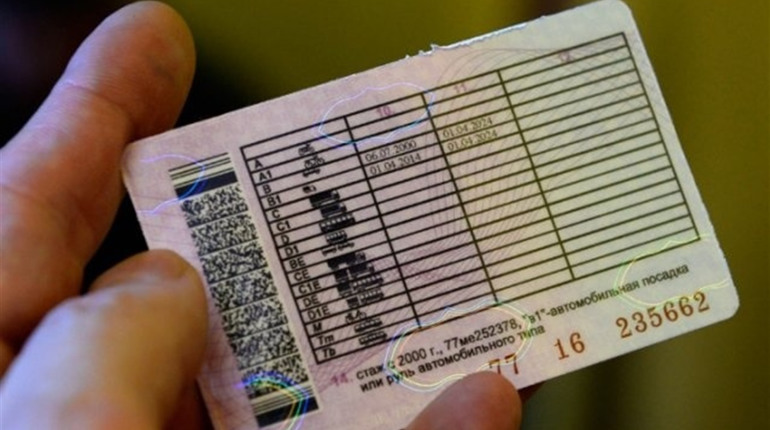 10. 11. 12.
A
A1
B 06.07.2000 01.04.2024
B1 01.04.2014 01.04.2024
C
C1
D
D1
BE
CE
C1E
DE
D1E
M
Tm
Tb
14. стаж с 2000 г., 77ме252378, "в1"-автомобильная посадка
или руль автомобильного типа
77 16 235662